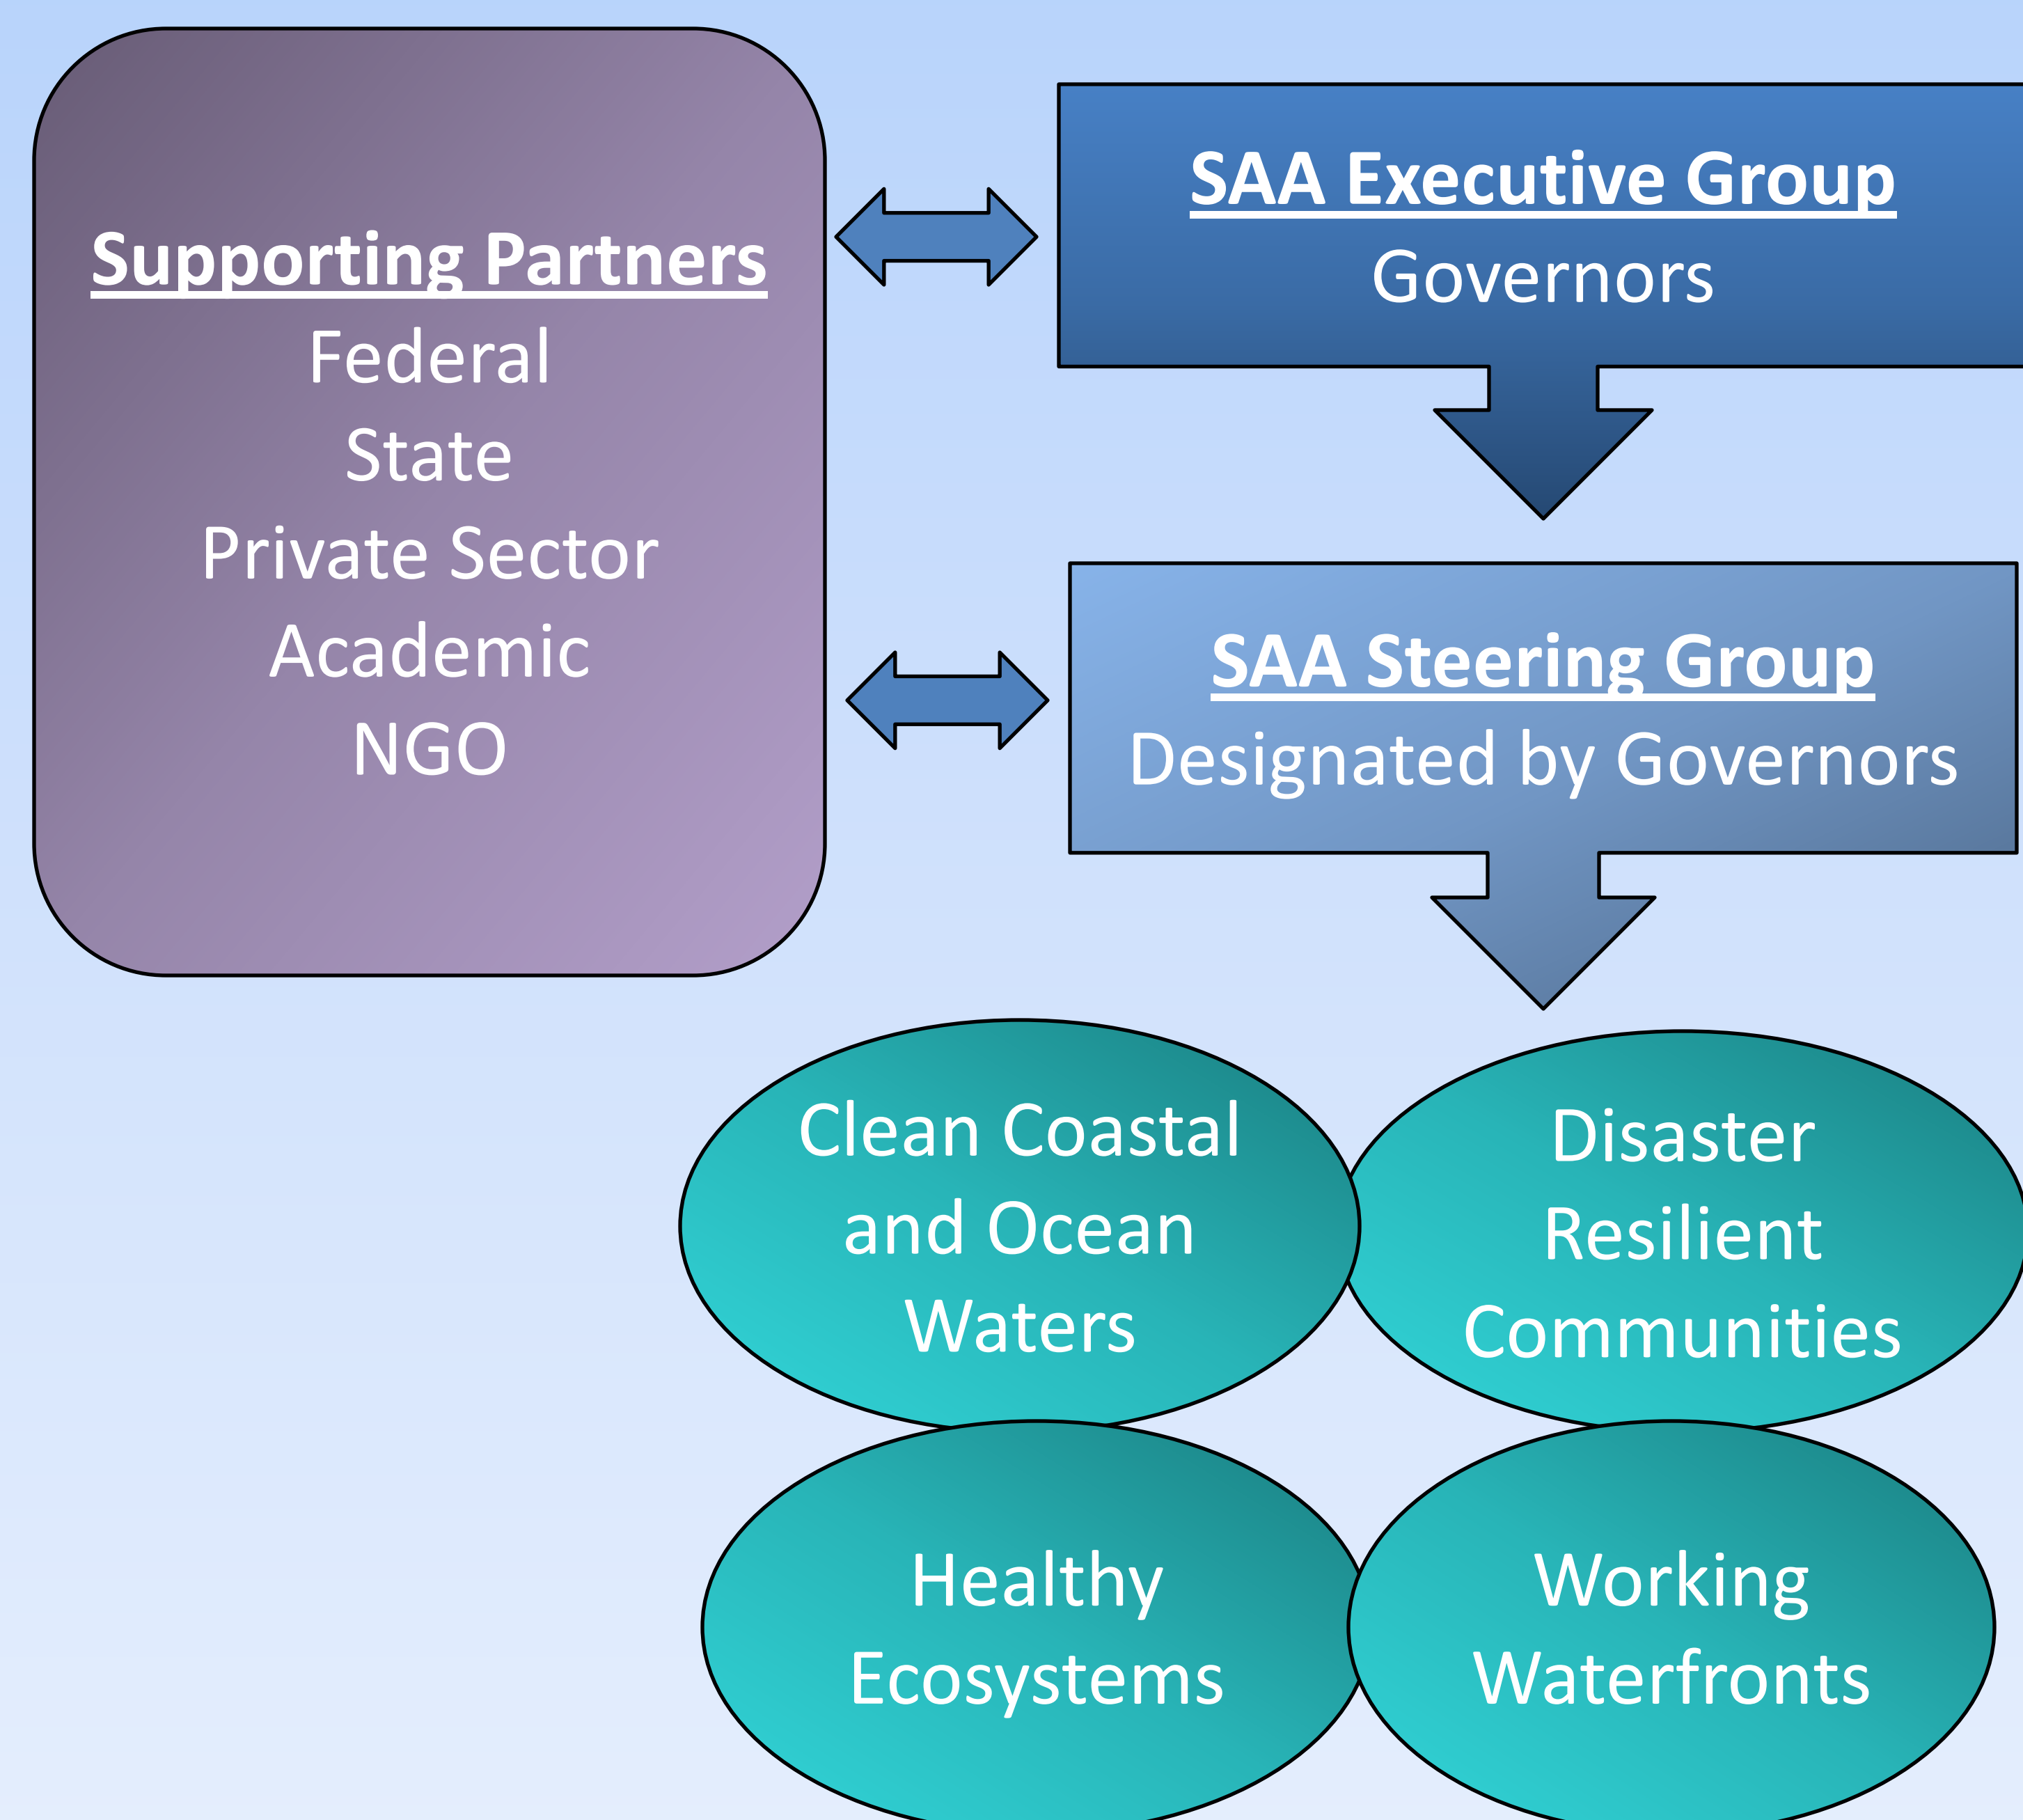 Supporting Partners
Federal
State
Private Sector
Academic
NGO
SAA Executive Group
Governors
SAA Steering Group
Designated by Governors
Clean Coastal
and Ocean
Waters
Disaster
Resilient
Communities
Healthy
Ecosystems
Working
Waterfronts